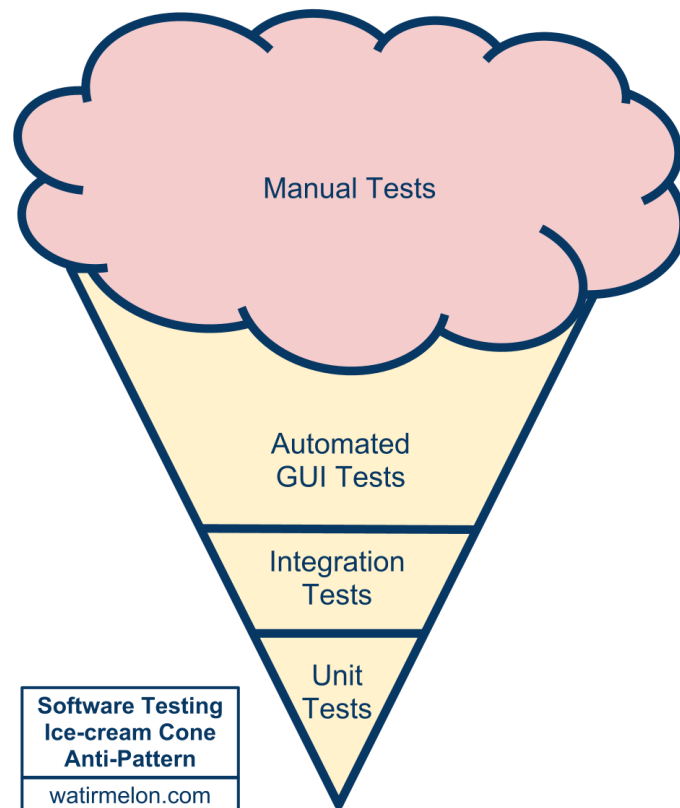 Manual Tests
Automated
GUI Tests
Integration
Tests
Unit
Tests
Software Testing
Ice-cream Cone
Anti-Pattern
watirmelon.com